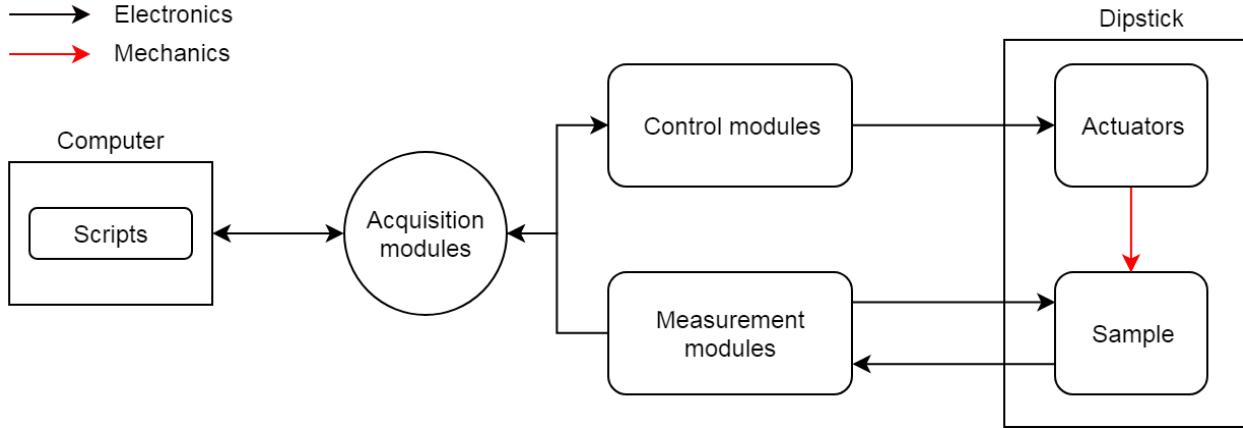 Electronics
Mechanics
Dipstick
Computer
Control modules
Actuators
Scripts
Acquisition
modules
Measurement
modules
Sample